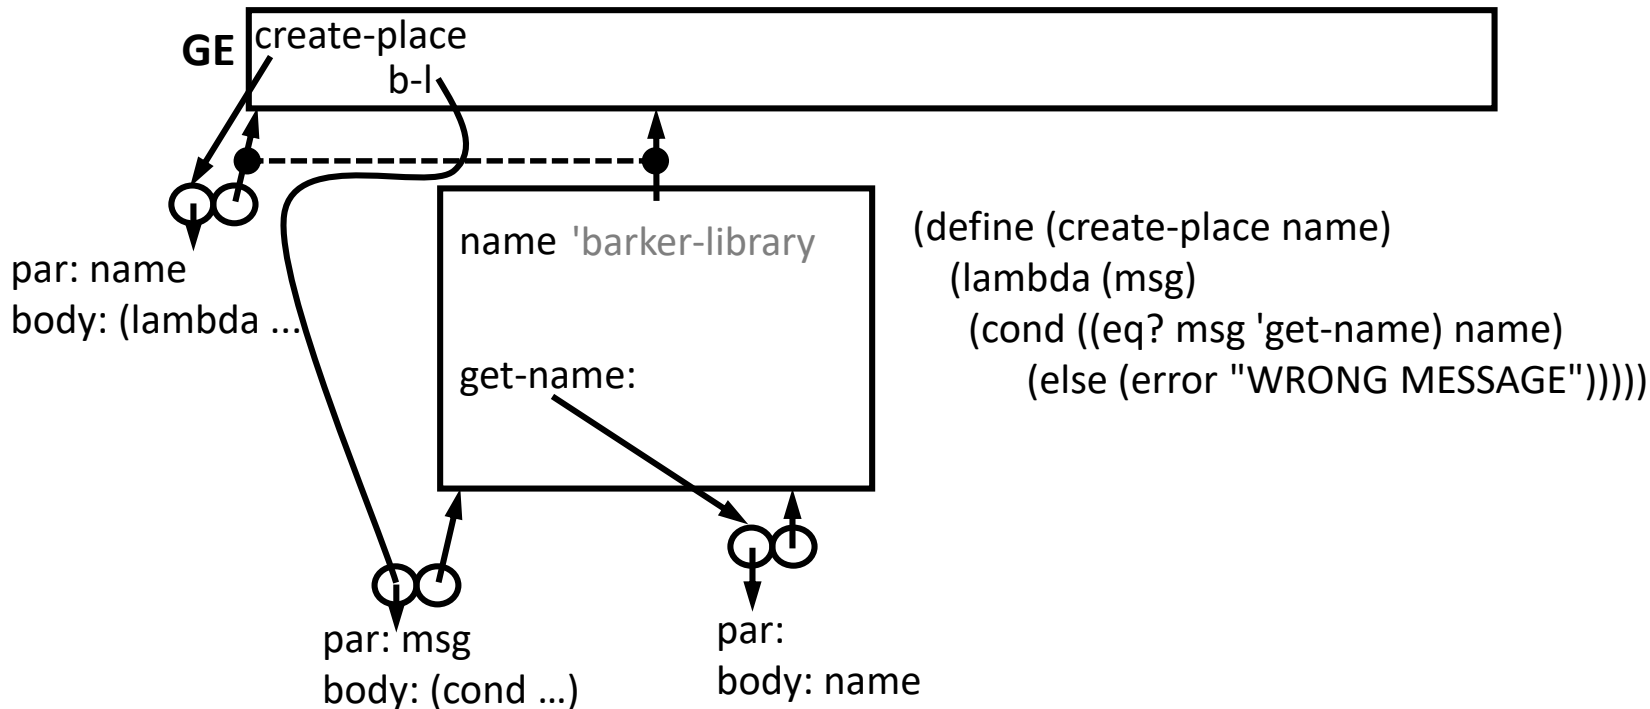 GE
create-place
b-l
name 'barker-library
get-name:
(define (create-place name)
(lambda (msg)
(cond ((eq? msg 'get-name) name)
(else (error "WRONG MESSAGE")))))
par: name
body: (lambda ...
par: msg
body: (cond …)
par:
body: name